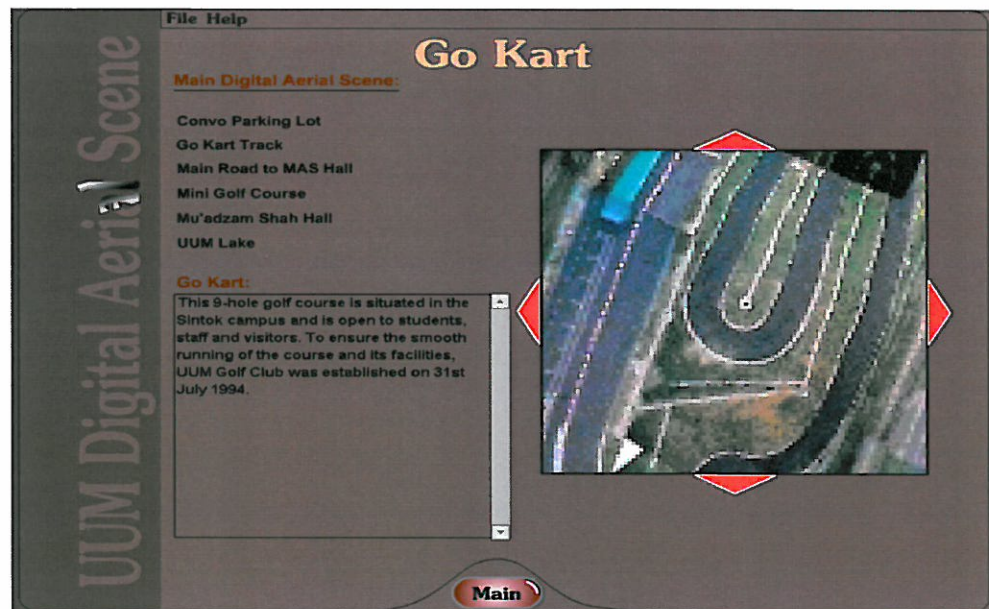 File Help
Go Kart
Main Digital Aerial Scene:
Convo Parking Lot
Go Kart Track
Main Road to MAS Hall
Mini Golf Course
Mu'adzam Shah Hall
UUM Lake
Go Kart:
This 9-hole golf course is situated in the
Sintok campus and is open to students,
staff and visitors. To ensure the smooth
running of the course and its facilities,
UUM Golf Club was established on 31st
July 1994.
Main
UUM Digital Aerial Scene